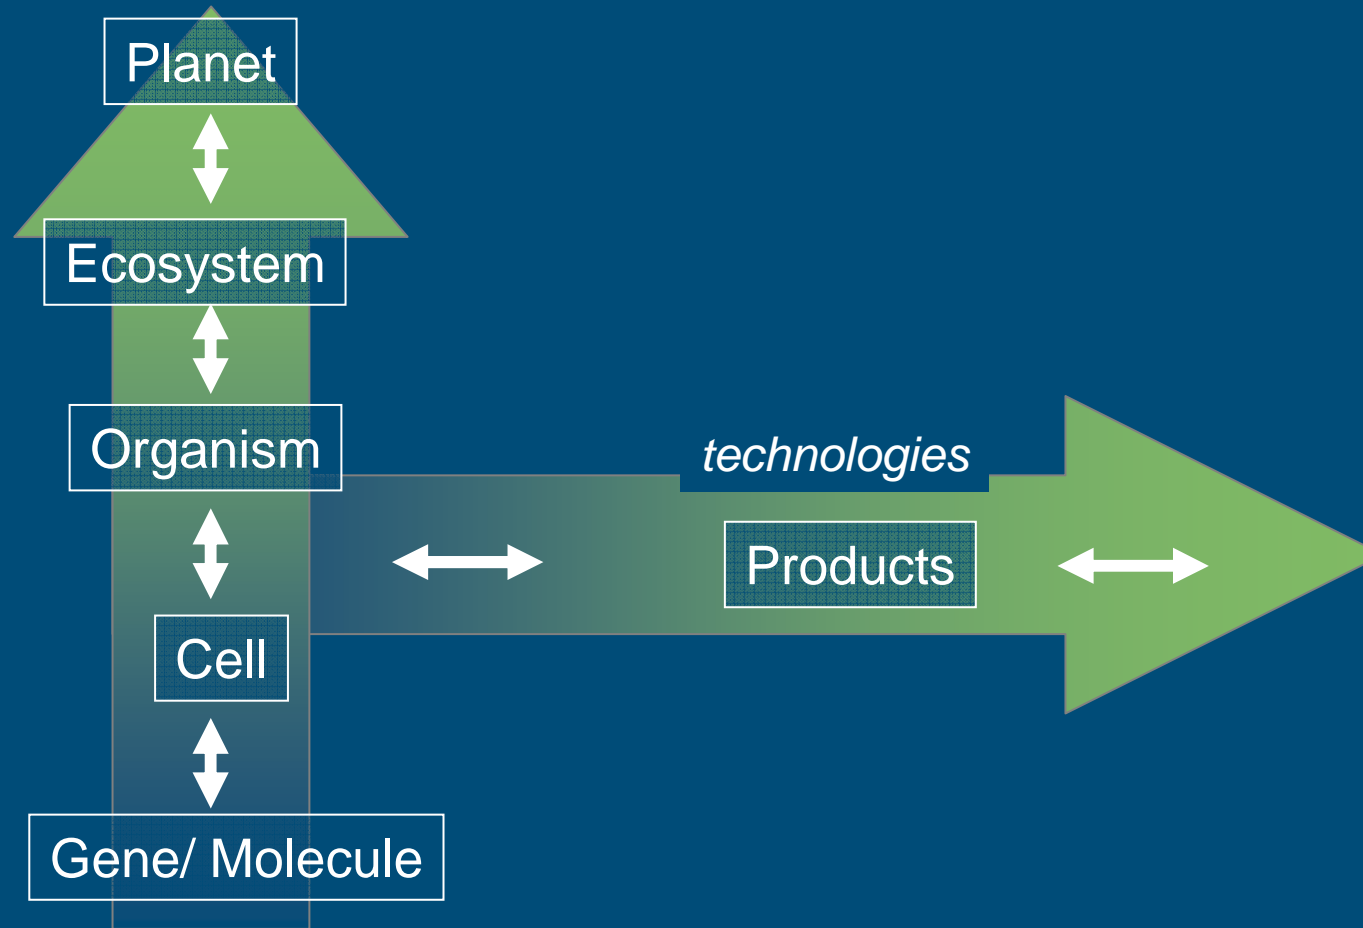 Planet
Ecosystem
Organism
technologies
Products
Cell
Gene/ Molecule